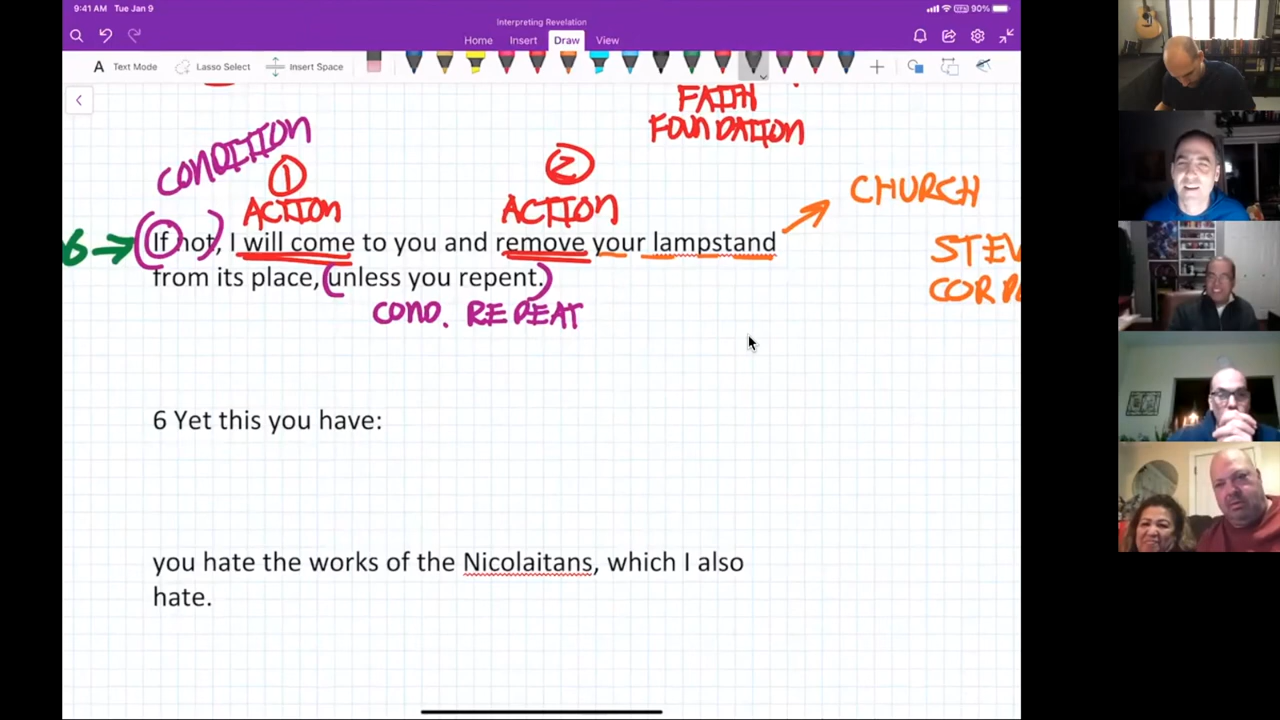 9:41 AM Tue Jan 9
VPN 90%
Interpreting Revelation
Home Insert Draw View
A Text Mode Lasso Select Insert Space
FAITH
FOUNDATION
CONDITION
1 2
ACTION ACTION
CHURCH
6 → (If not), I will come to you and remove your lampstand
STEW
from its place, (unless you repent.)
CORP
COND. REPEAT
6 Yet this you have:
you hate the works of the Nicolaitans, which I also
hate.